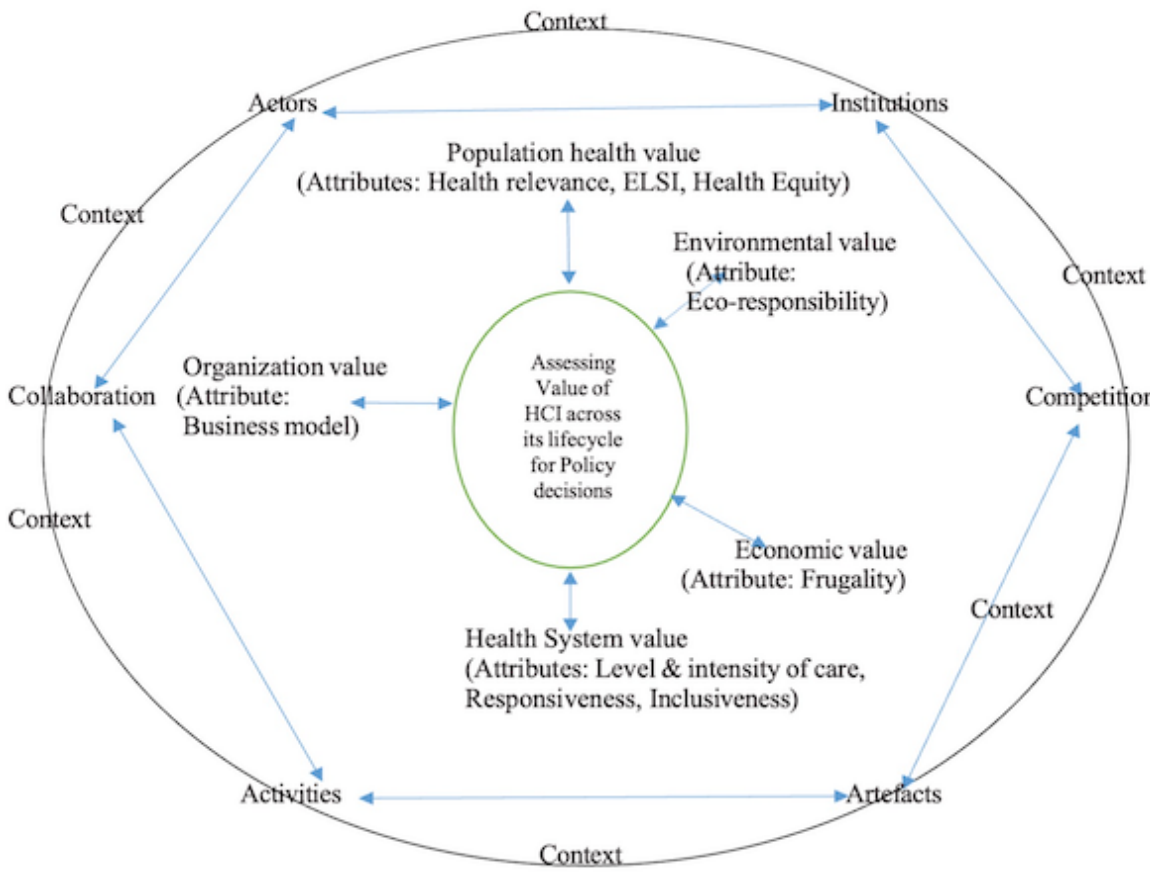 Context
Actors
Institutions
Population health value
(Attributes: Health relevance, ELSI, Health Equity)
Context
Environmental value
(Attribute:
Eco-responsibility)
Context
Organization value
(Attribute:
Business model)
Collaboration
Assessing
Value of
HCI across
its lifecycle
for Policy
decisions
Competition
Context
Economic value
(Attribute: Frugality)
Context
Health System value
(Attributes: Level & intensity of care,
Responsiveness, Inclusiveness)
Activities
Artefacts
Context